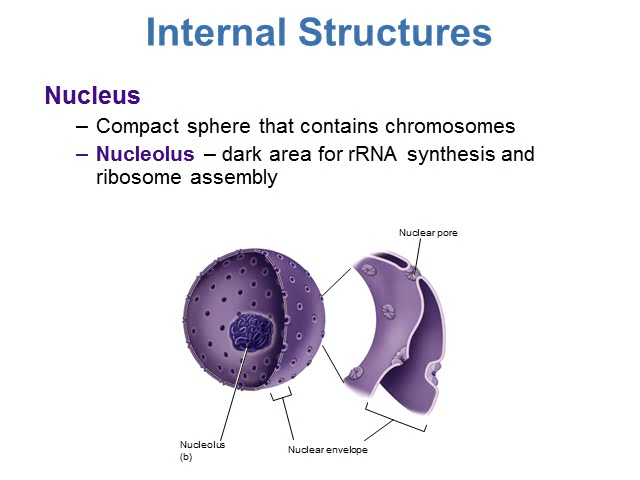 Internal Structures
Nucleus
– Compact sphere that contains chromosomes
– Nucleolus – dark area for rRNA synthesis and
ribosome assembly
Nuclear pore
Nucleolus
(b)
Nuclear envelope